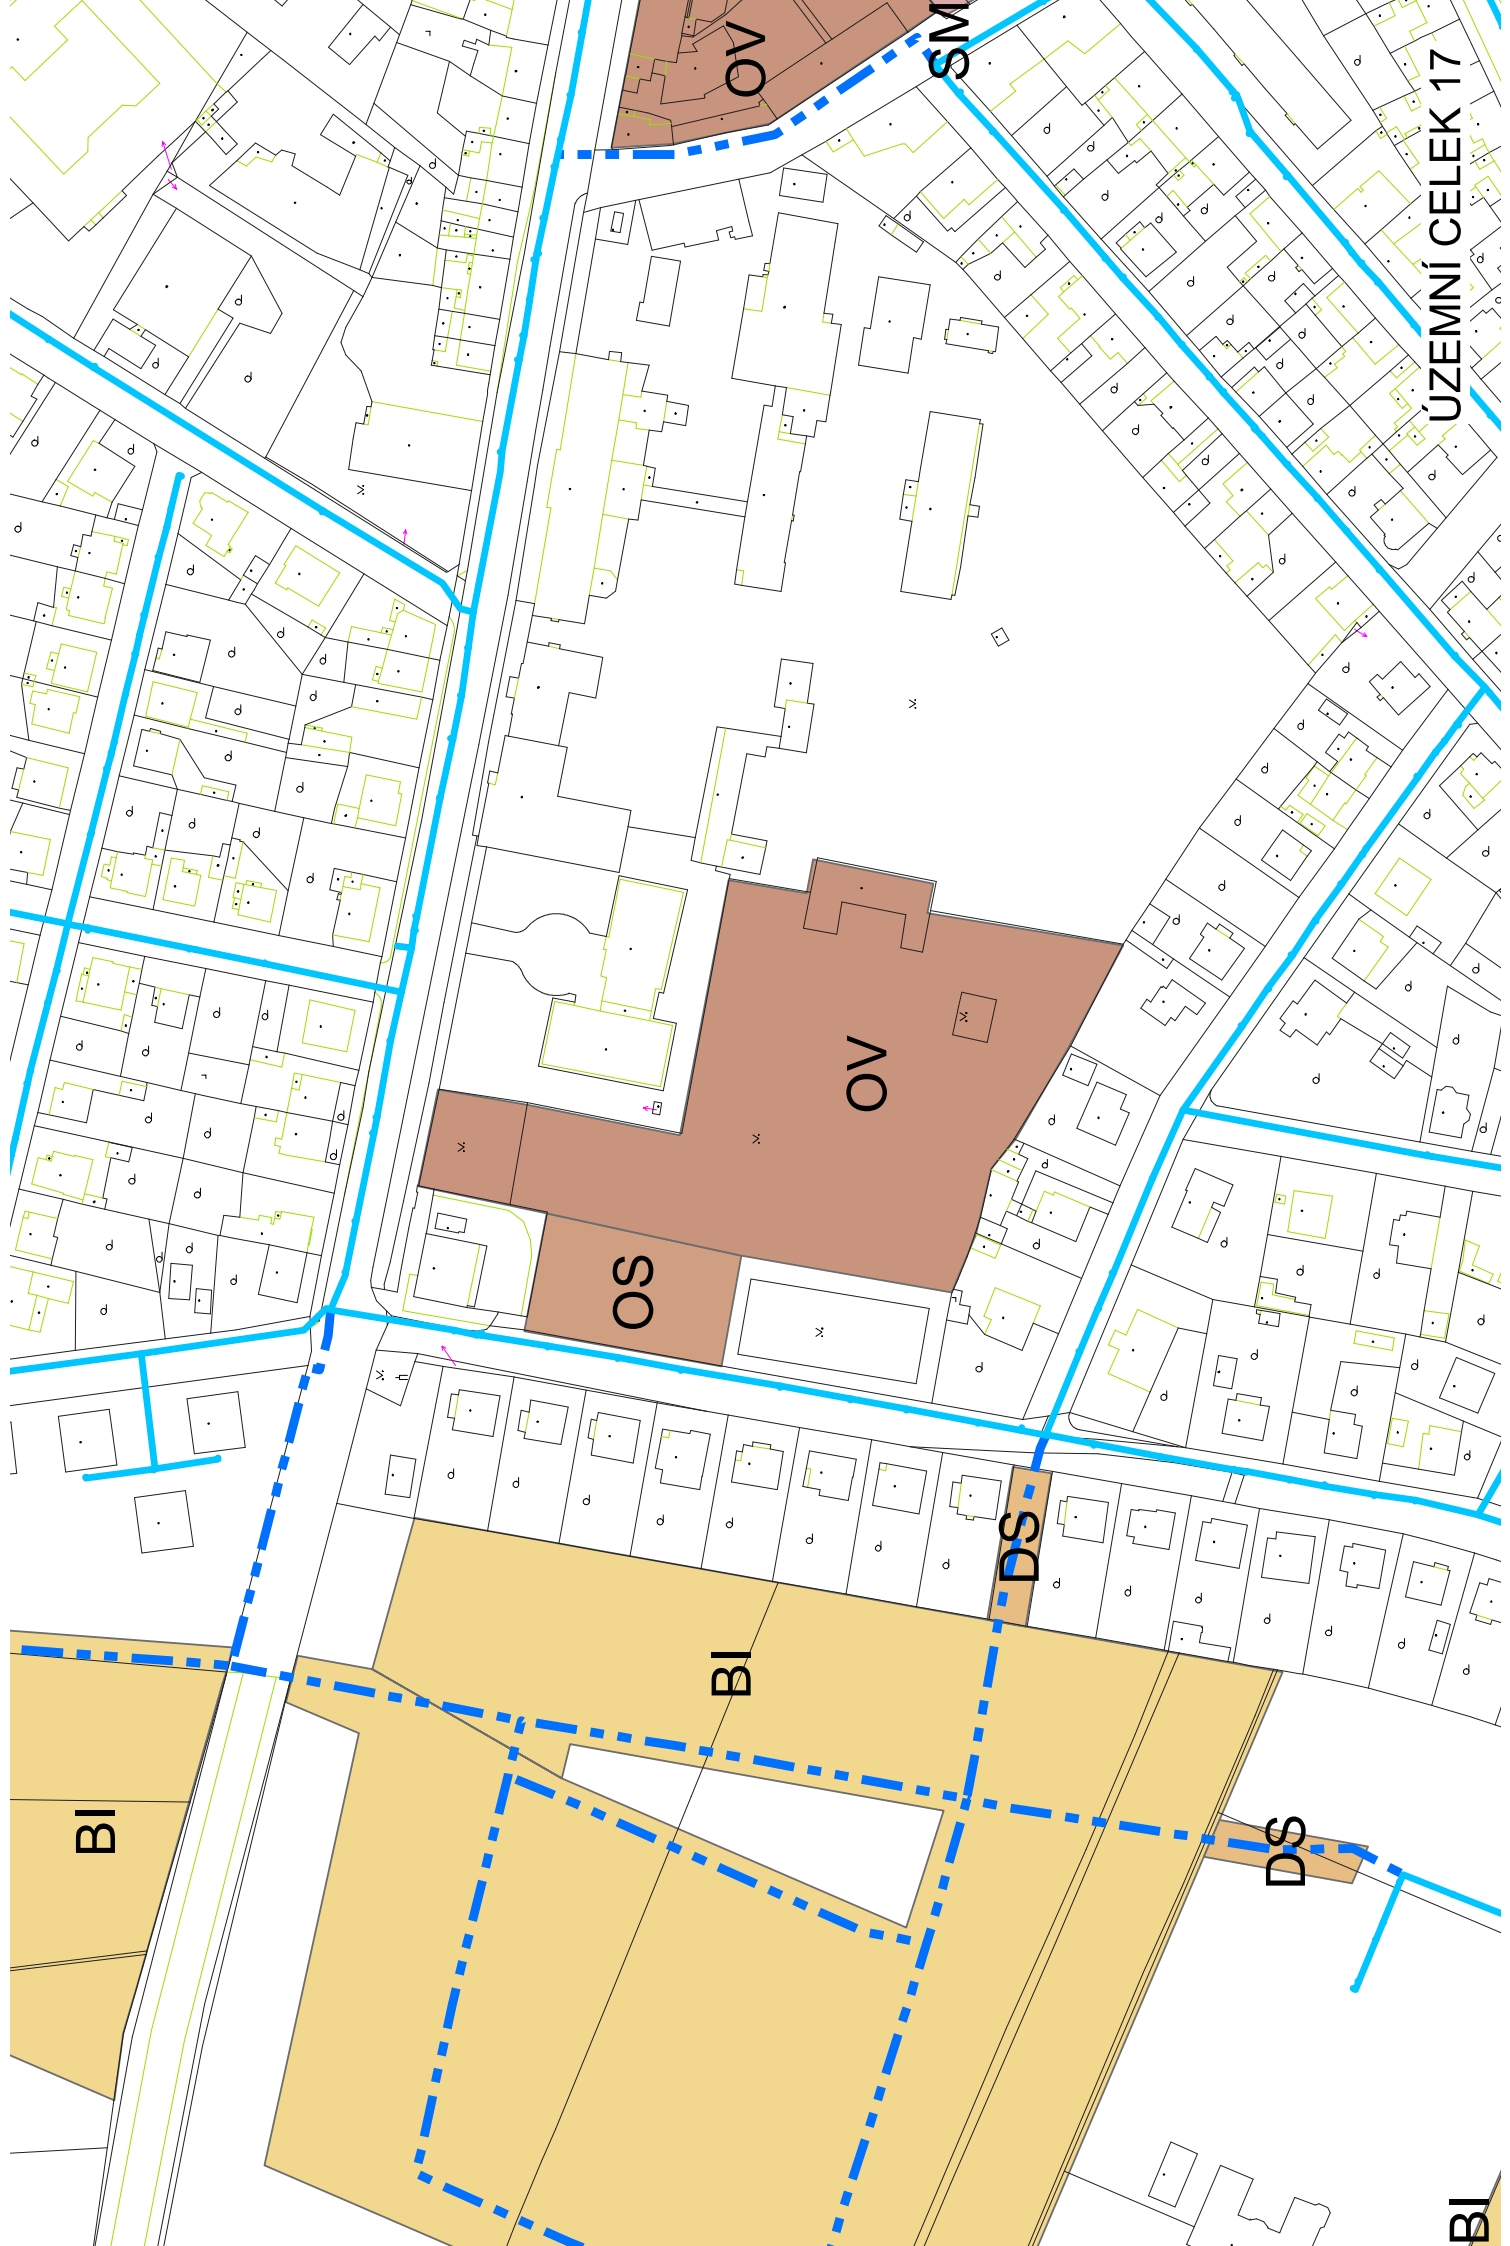 OV
SM
ÚZEMNÍ CELEK 17
OV
OS
DS
BI
BI
DS
BI